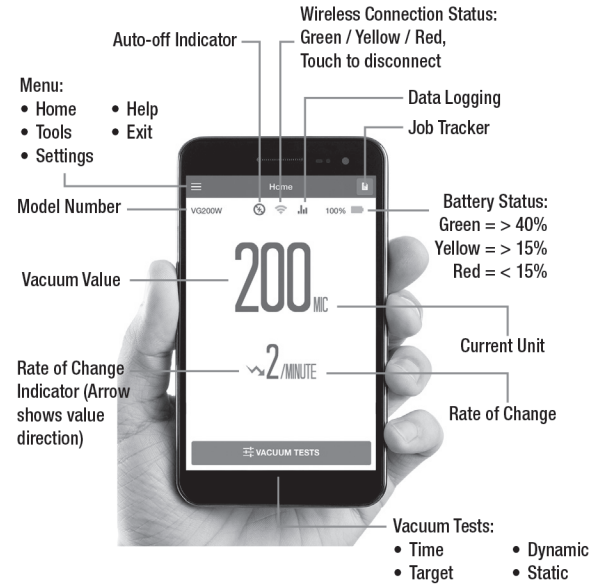 Wireless Connection Status:
Green / Yellow / Red,
Touch to disconnect
Auto-off Indicator
Menu:
• Home • Help
• Tools • Exit
• Settings
Data Logging
Job Tracker
Home
Model Number
VG200W
100%
Battery Status:
Green = > 40%
Yellow = > 15%
Red = < 15%
Vacuum Value
200 MIC
Current Unit
Rate of Change
Indicator (Arrow
shows value
direction)
2 /MINUTE
Rate of Change
VACUUM TESTS
Vacuum Tests:
• Time • Dynamic
• Target • Static